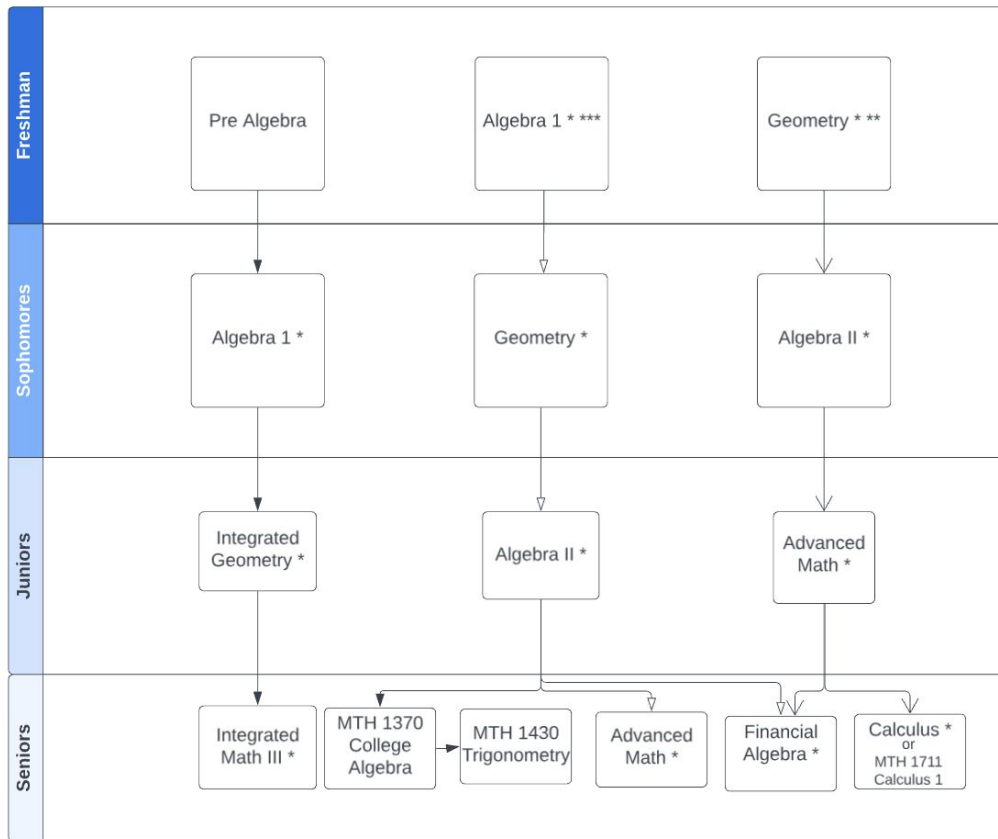 Freshman
Pre Algebra
Algebra 1 * ***
Geometry * **
Sophomores
Algebra 1 *
Geometry *
Algebra II *
Juniors
Integrated
Geometry *
Algebra II *
Advanced
Math *
Seniors
Integrated
Math III *
MTH 1370
College
Algebra
MTH 1430
Trigonometry
Advanced
Math *
Financial
Algebra *
Calculus *
or
MTH 1711
Calculus 1